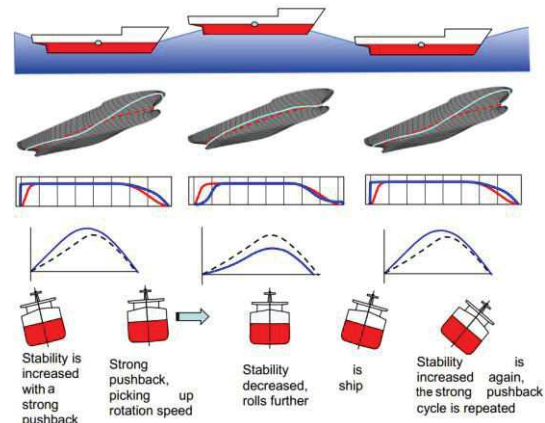 Stability is
increased
with a
strong
pushback
Strong
pushback,
picking up
rotation speed
Stability is
decreased, ship
rolls further
Stability is
increased again,
the strong pushback
cycle is repeated